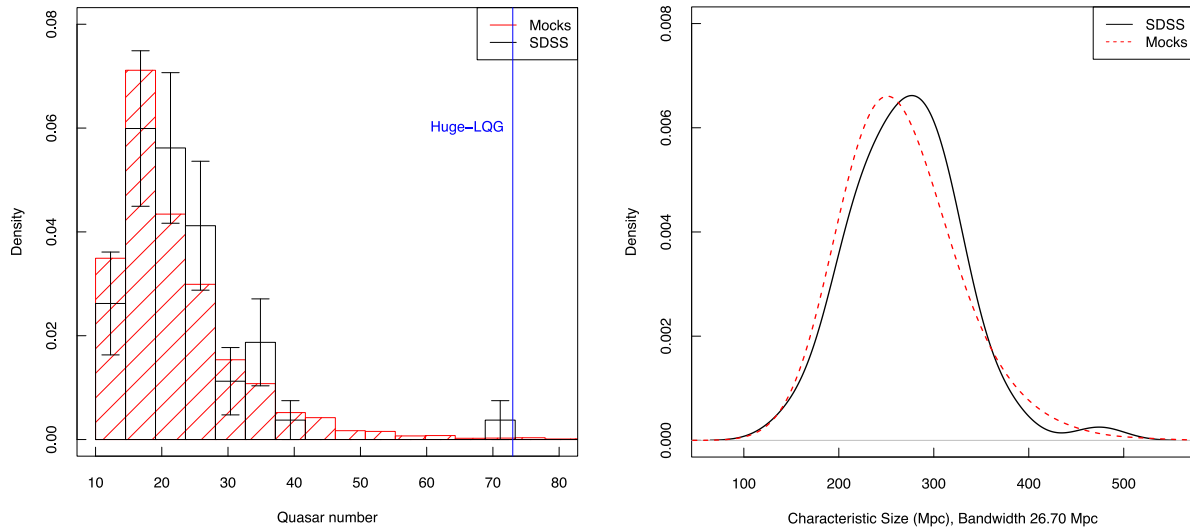 Density
0.00
0.02
0.04
0.06
0.08
Mocks
SDSS
Huge−LQG
10 20 30 40 50 60 70 80
Quasar number
Density
0.000
0.002
0.004
0.006
0.008
SDSS
Mocks
100 200 300 400 500
Characteristic Size (Mpc), Bandwidth 26.70 Mpc